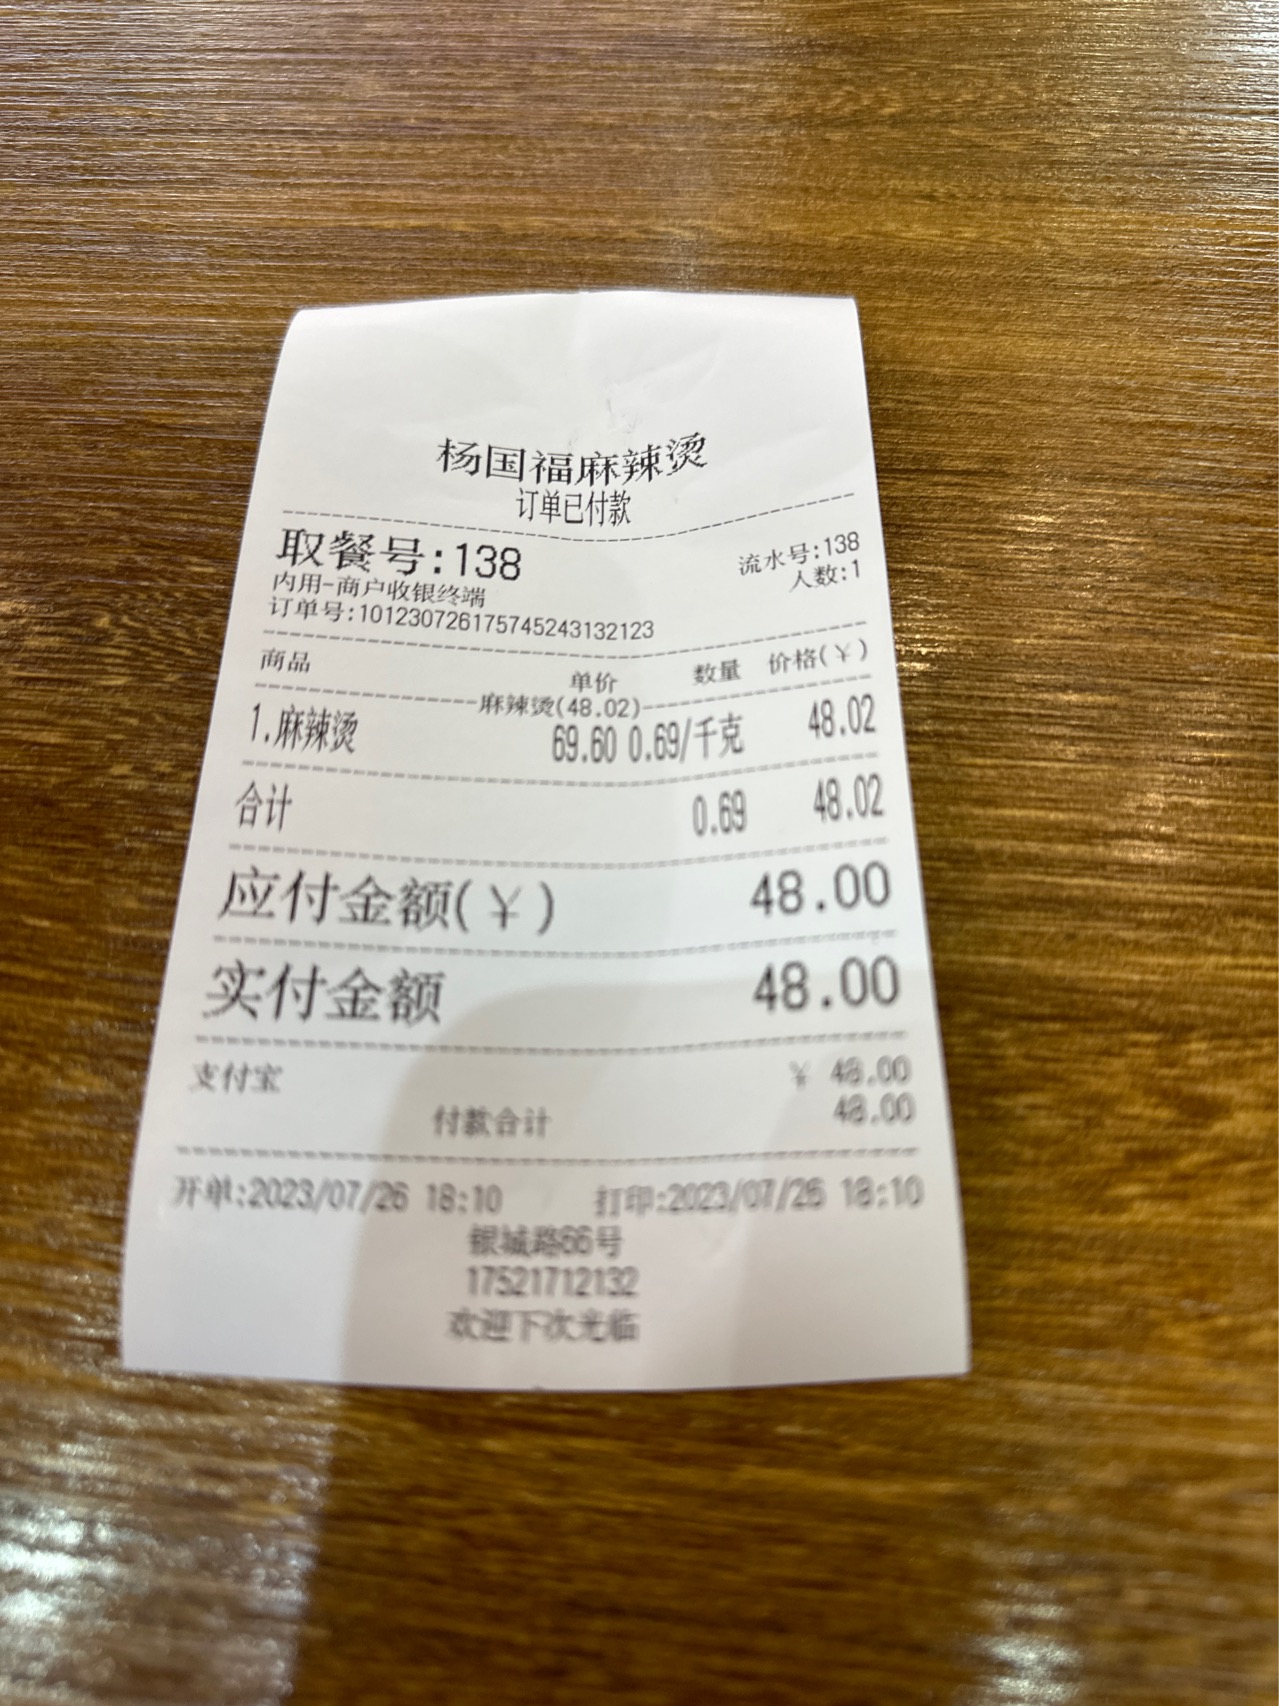 杨国福麻辣烫
订单已付款
取餐号:138 流水号:138
内用-商户收银终端 人数:1
订单号:101230726175745243132123
商品 单价 数量 价格(¥)
麻辣烫(48.02)
1.麻辣烫 69.60 0.69/千克 48.02
合计 0.69 48.02
应付金额(¥) 48.00
实付金额 48.00
支付宝 ¥ 48.00
付款合计 48.00
开单:2023/07/26 18:10 打印:2023/07/26 18:10
银城路66号
17521712132
欢迎下次光临